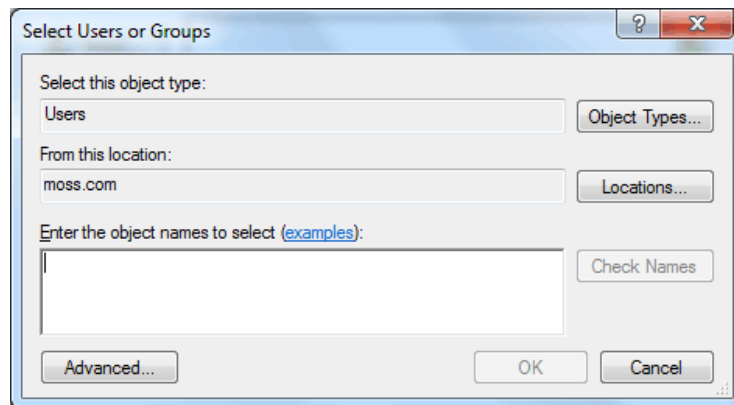 Select Users or Groups
Select this object type:
Users
Object Types...
From this location:
moss.com
Locations...
Enter the object names to select (examples):
Check Names
Advanced...
OK
Cancel